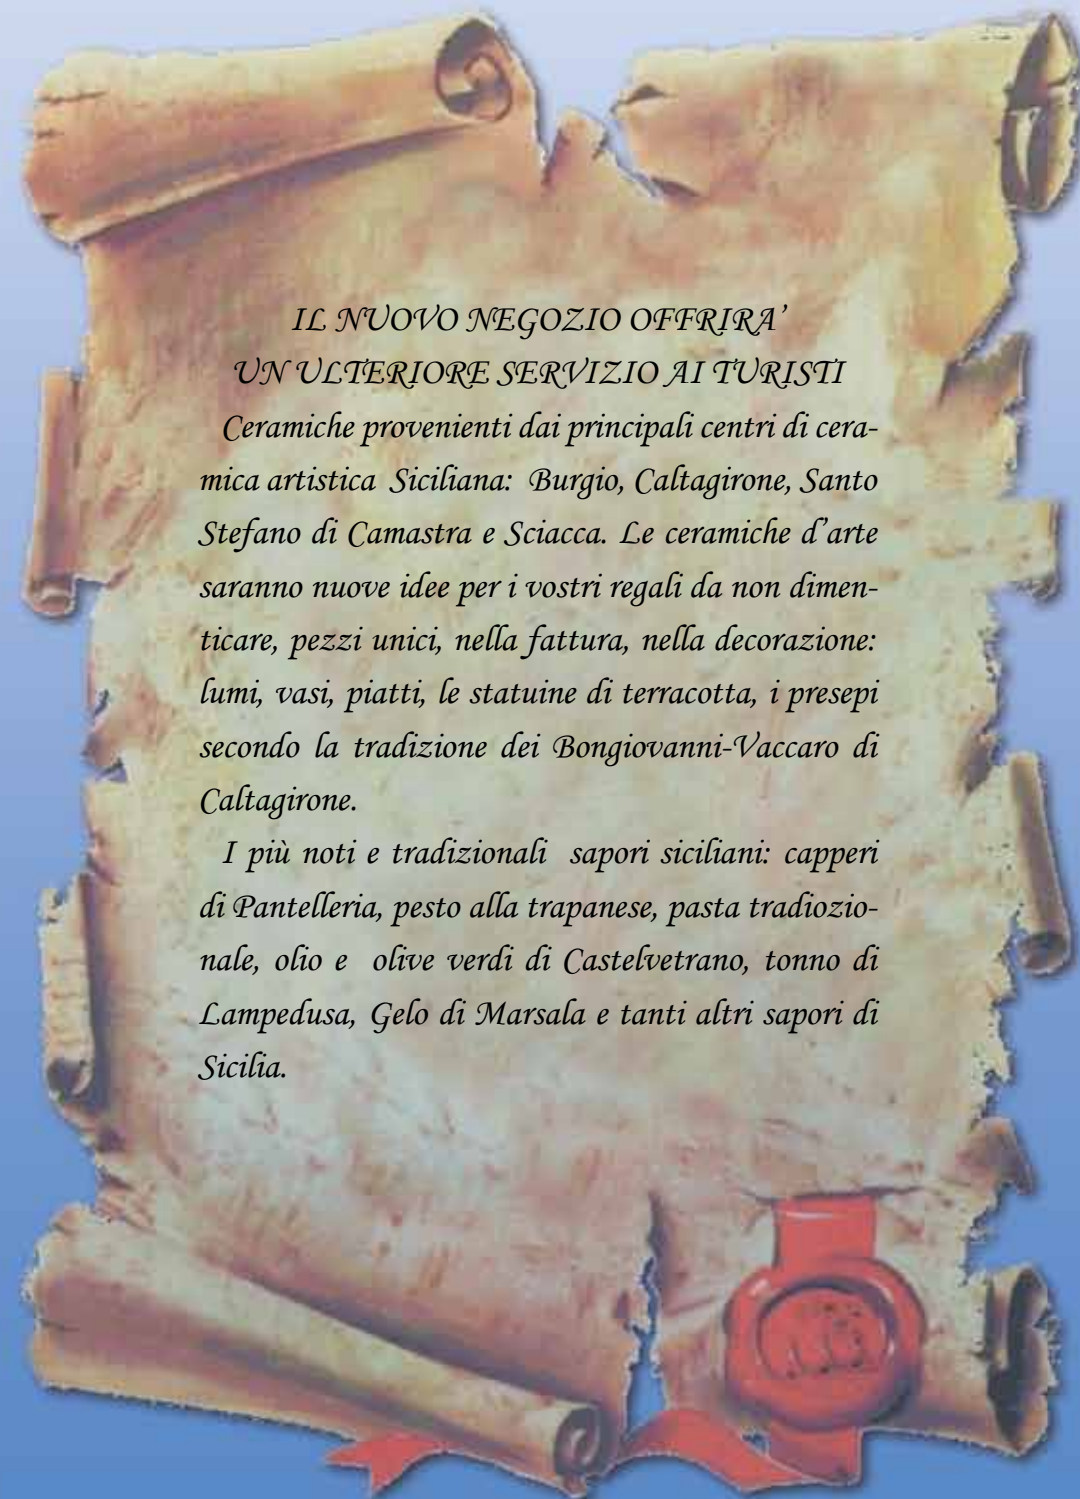 IL NUOVO NEGOZIO OFFRIRA’
UN ULTERIORE SERVIZIO AI TURISTI
Ceramiche provenienti dai principali centri di cera-
mica artistica Siciliana: Burgio, Caltagirone, Santo
Stefano di Camastra e Sciacca. Le ceramiche d’arte
saranno nuove idee per i vostri regali da non dimen-
ticare, pezzi unici, nella fattura, nella decorazione:
lumi, vasi, piatti, le statuine di terracotta, i presepi
secondo la tradizione dei Bongiovanni-Vaccaro di
Caltagirone.
I più noti e tradizionali sapori siciliani: capperi
di Pantelleria, pesto alla trapanese, pasta tradiozio-
nale, olio e olive verdi di Castelvetrano, tonno di
Lampedusa, Gelo di Marsala e tanti altri sapori di
Sicilia.